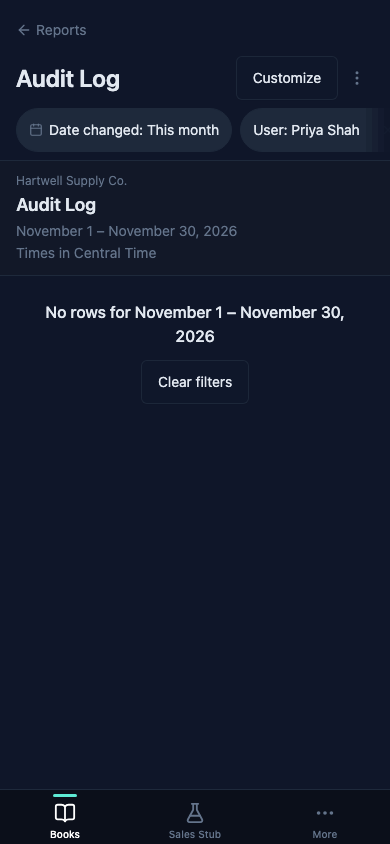 Reports
Audit Log
Customize
Date changed: This month
User: Priya Shah
Hartwell Supply Co.
Audit Log
November 1 – November 30, 2026
Times in Central Time
No rows for November 1 – November 30,
2026
Clear filters
Books
Sales Stub
More